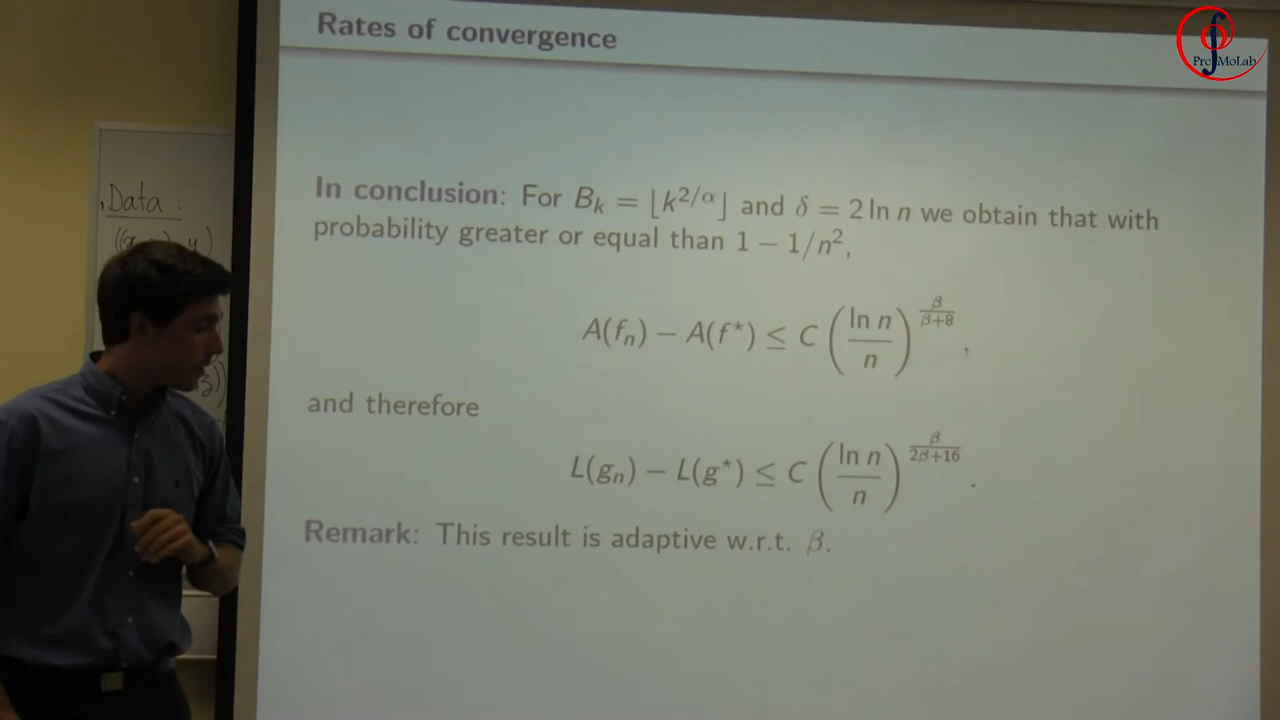 Rates of convergence
PreMoLab
Data :
In conclusion: For B_k = ⌊k^{2/α}⌋ and δ = 2 ln n we obtain that with
probability greater or equal than 1 − 1/n²,
A(f_n) − A(f*) ≤ C (ln n / n)^{β/(β+8)},
and therefore
L(g_n) − L(g*) ≤ C (ln n / n)^{β/(2β+16)}.
Remark: This result is adaptive w.r.t. β.